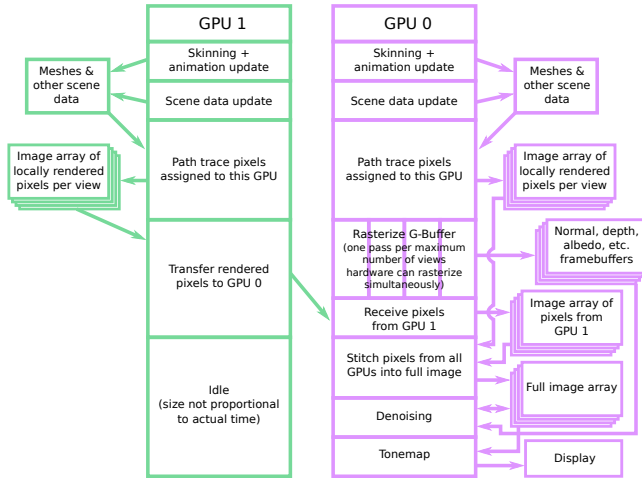 GPU 1
Skinning +
animation update
Meshes &
other scene
data
Scene data update
Path trace pixels
assigned to this GPU
Image array of
locally rendered
pixels per view
Transfer rendered
pixels to GPU 0
Idle
(size not proportional
to actual time)
GPU 0
Skinning +
animation update
Meshes &
other scene
data
Scene data update
Path trace pixels
assigned to this GPU
Image array of
locally rendered
pixels per view
Rasterize G-Buffer
(one pass per maximum
number of views
hardware can rasterize
simultaneously)
Normal, depth,
albedo, etc.
framebuffers
Receive pixels
from GPU 1
Image array of
pixels from
GPU 1
Stitch pixels from all
GPUs into full image
Full image array
Denoising
Tonemap
Display